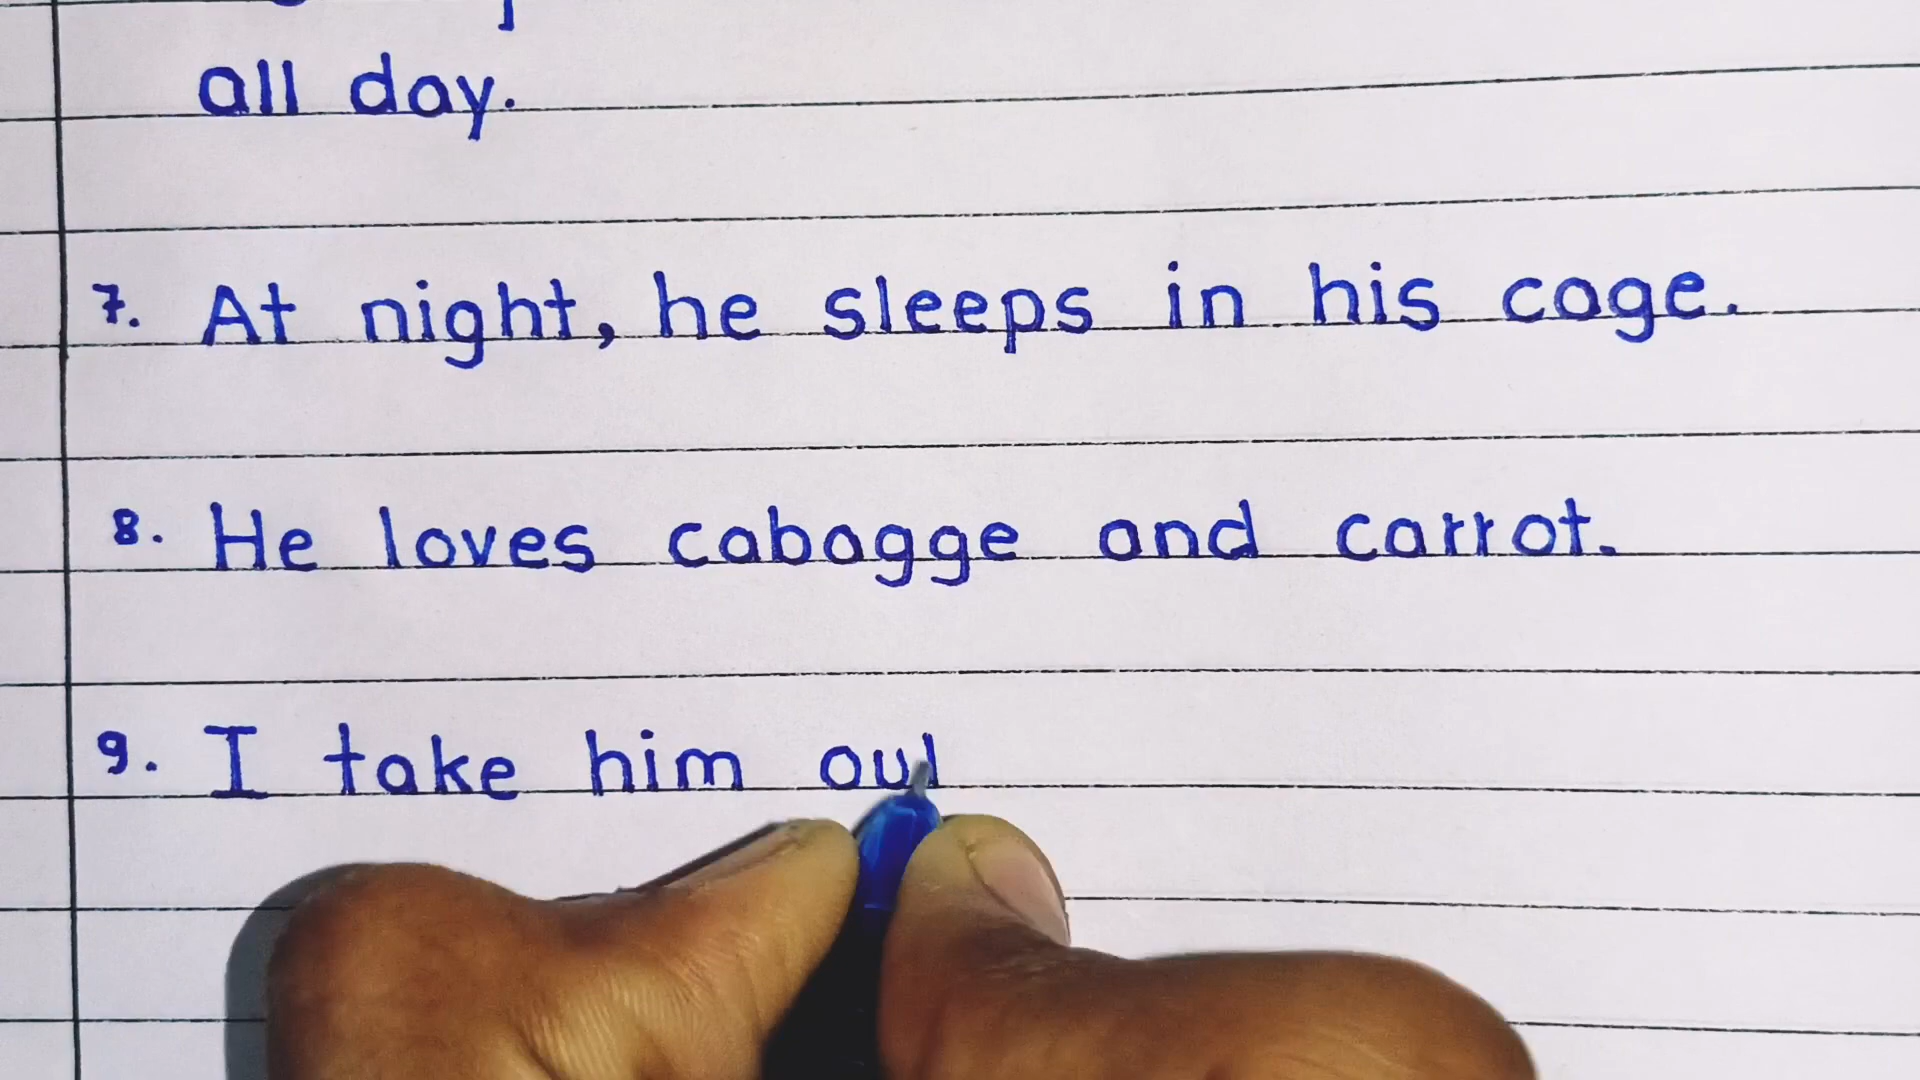 all day.
7. At night, he sleeps in his cage.
8. He loves cabagge and carrot.
9. I take him